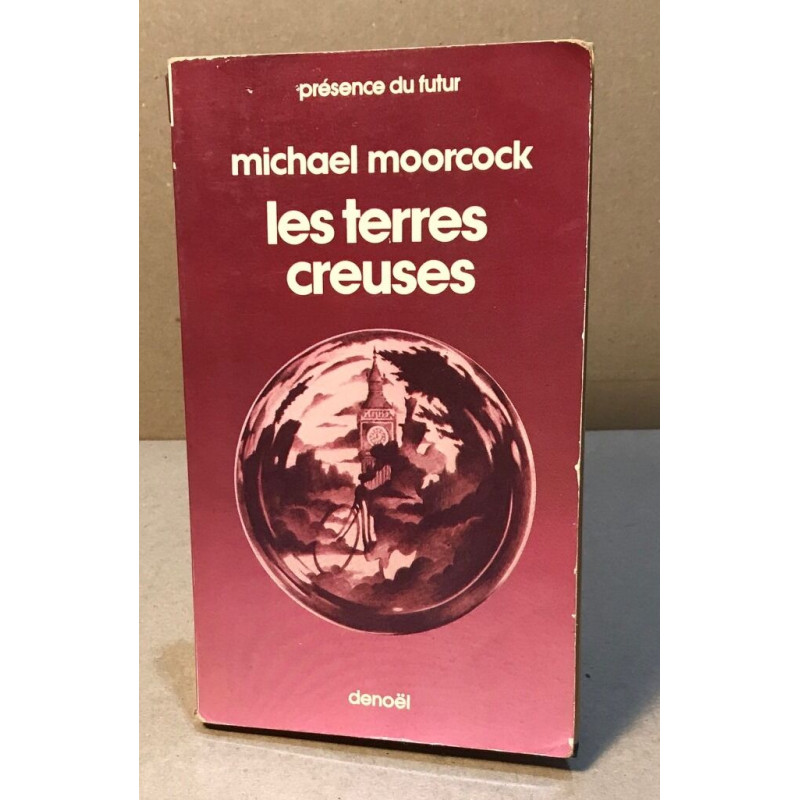 présence du futur
michael moorcock
les terres
creuses
denoël